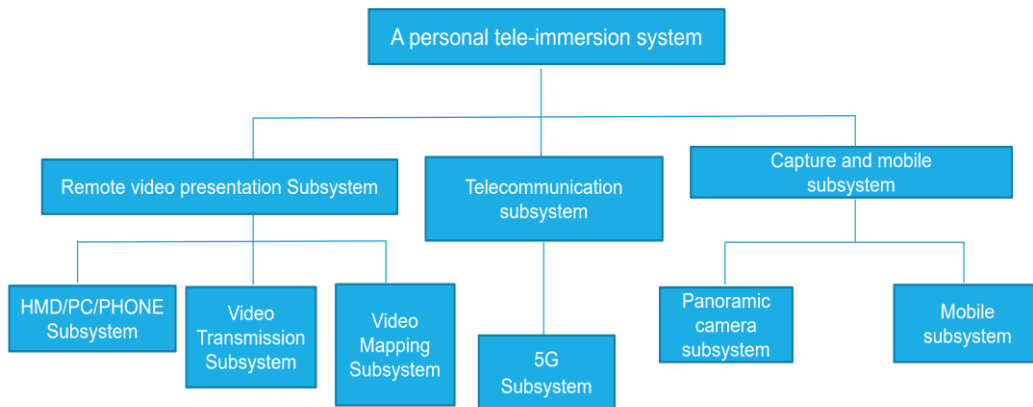 A personal tele-immersion system
Remote video presentation Subsystem
Telecommunication
subsystem
Capture and mobile
subsystem
HMD/PC/PHONE
Subsystem
Video
Transmission
Subsystem
Video
Mapping
Subsystem
5G
Subsystem
Panoramic
camera
subsystem
Mobile
subsystem